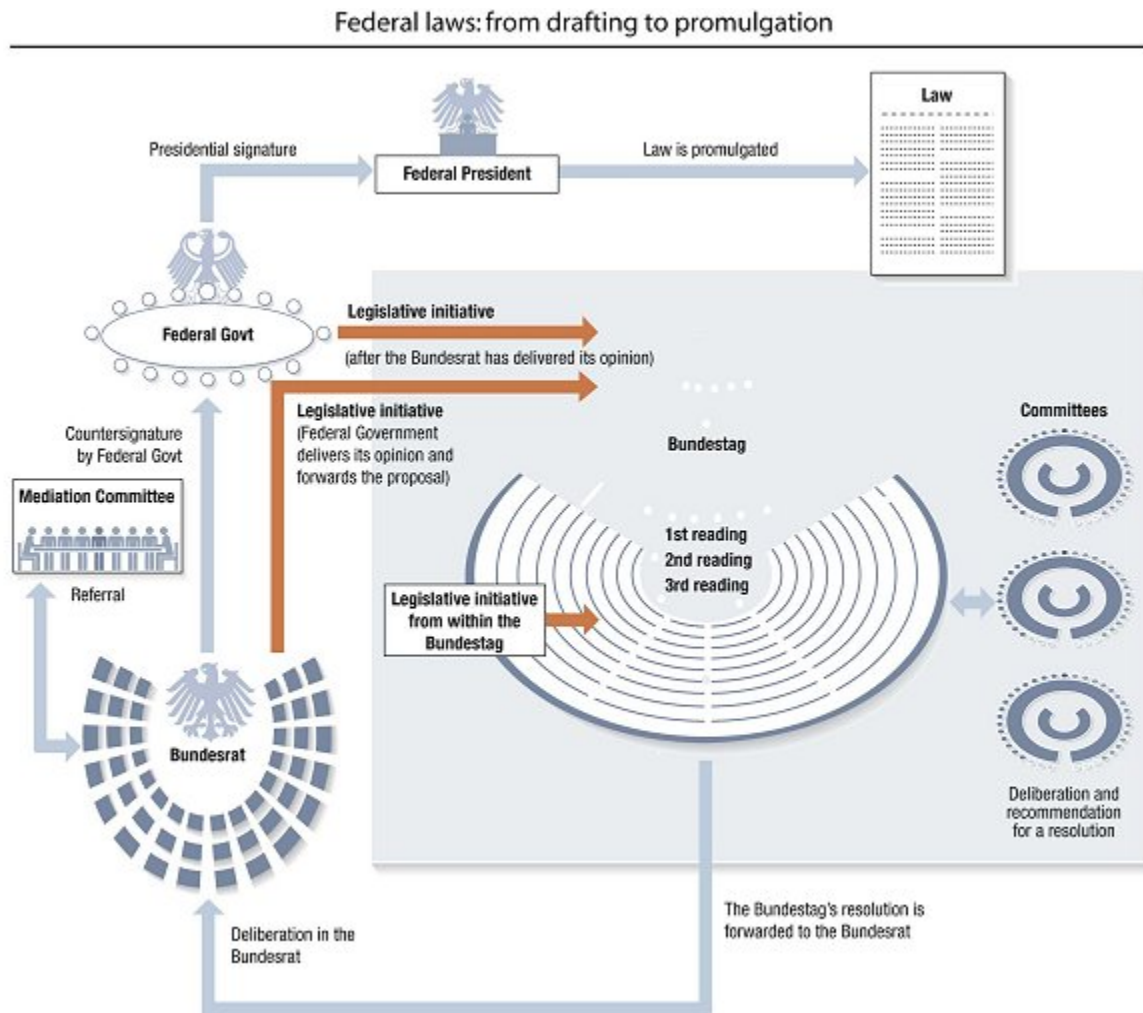 Federal laws: from drafting to promulgation
Law
Presidential signature
Federal President
Law is promulgated
Federal Govt
Legislative initiative
(after the Bundesrat has delivered its opinion)
Legislative initiative
(Federal Government
delivers its opinion and
forwards the proposal)
Countersignature
by Federal Govt
Mediation Committee
Referral
Bundestag
1st reading
2nd reading
3rd reading
Legislative initiative
from within the
Bundestag
Committees
Deliberation and
recommendation
for a resolution
Bundesrat
Deliberation in the
Bundesrat
The Bundestag's resolution is
forwarded to the Bundesrat